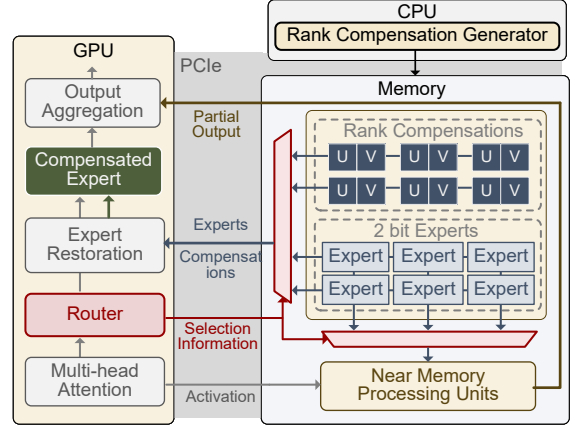 CPU
Rank Compensation Generator
GPU
PCIe
Memory
Output
Aggregation
Partial
Output
Rank Compensations
U V U V U V
U V U V U V
Compensated
Expert
Experts
Compensat
ions
Expert
Restoration
2 bit Experts
Expert Expert Expert
Expert Expert Expert
Router
Selection
Information
Multi-head
Attention
Activation
Near Memory
Processing Units